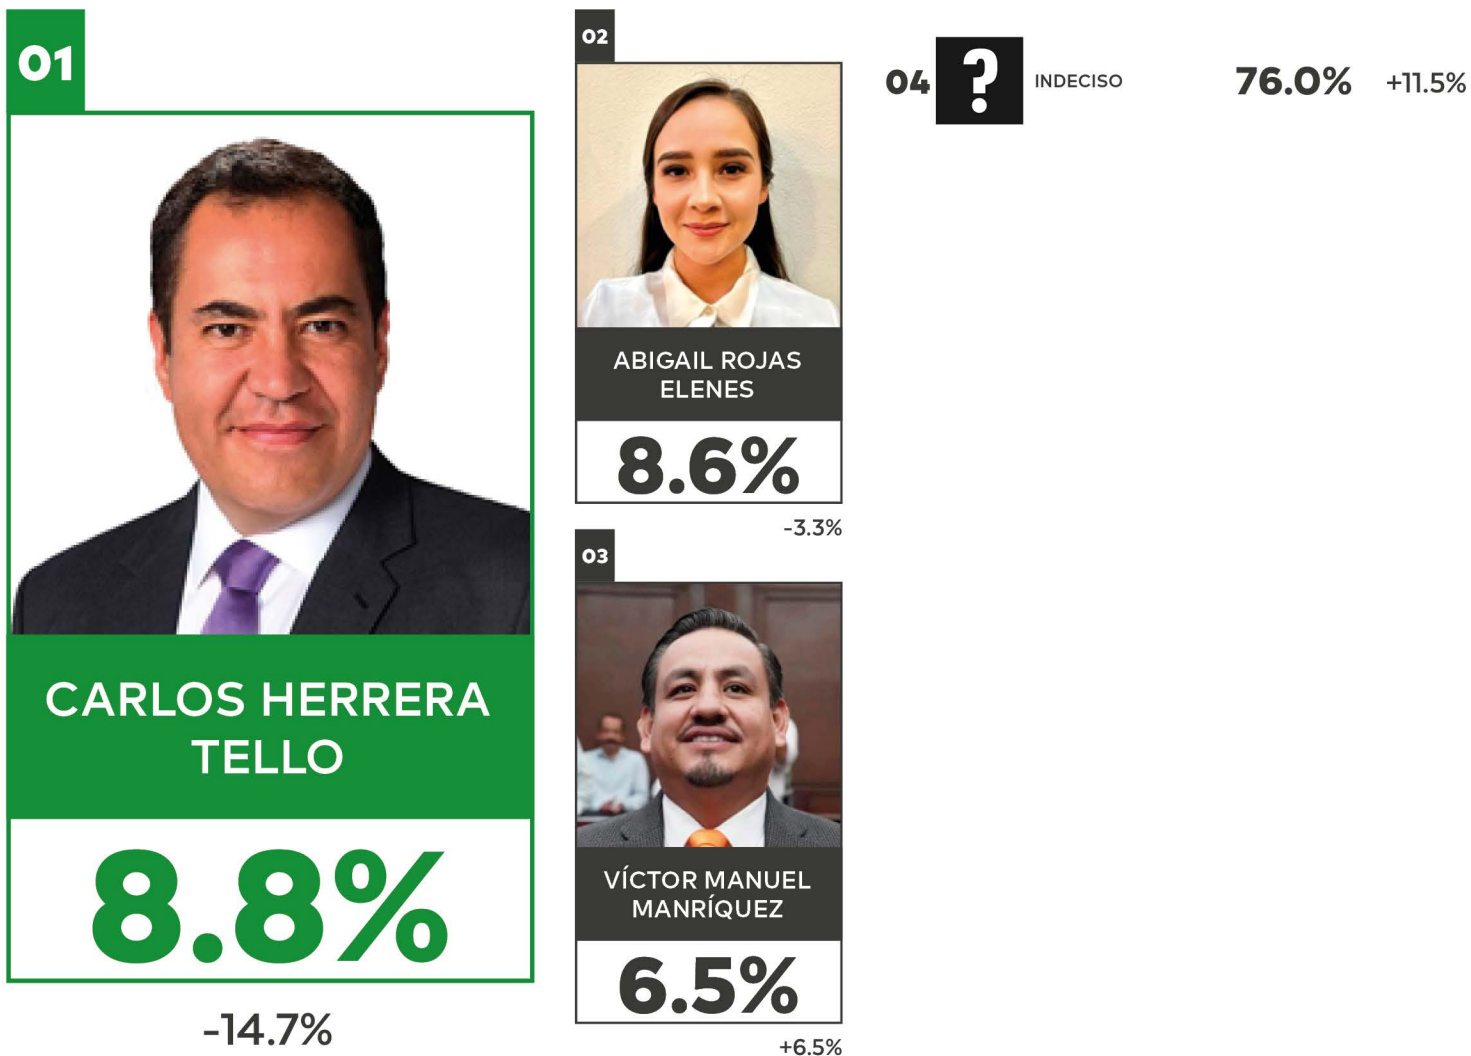 01
CARLOS HERRERA
TELLO
8.8%
-14.7%
02
ABIGAIL ROJAS
ELENES
8.6%
-3.3%
03
VÍCTOR MANUEL
MANRÍQUEZ
6.5%
+6.5%
04 ? INDECISO 76.0% +11.5%